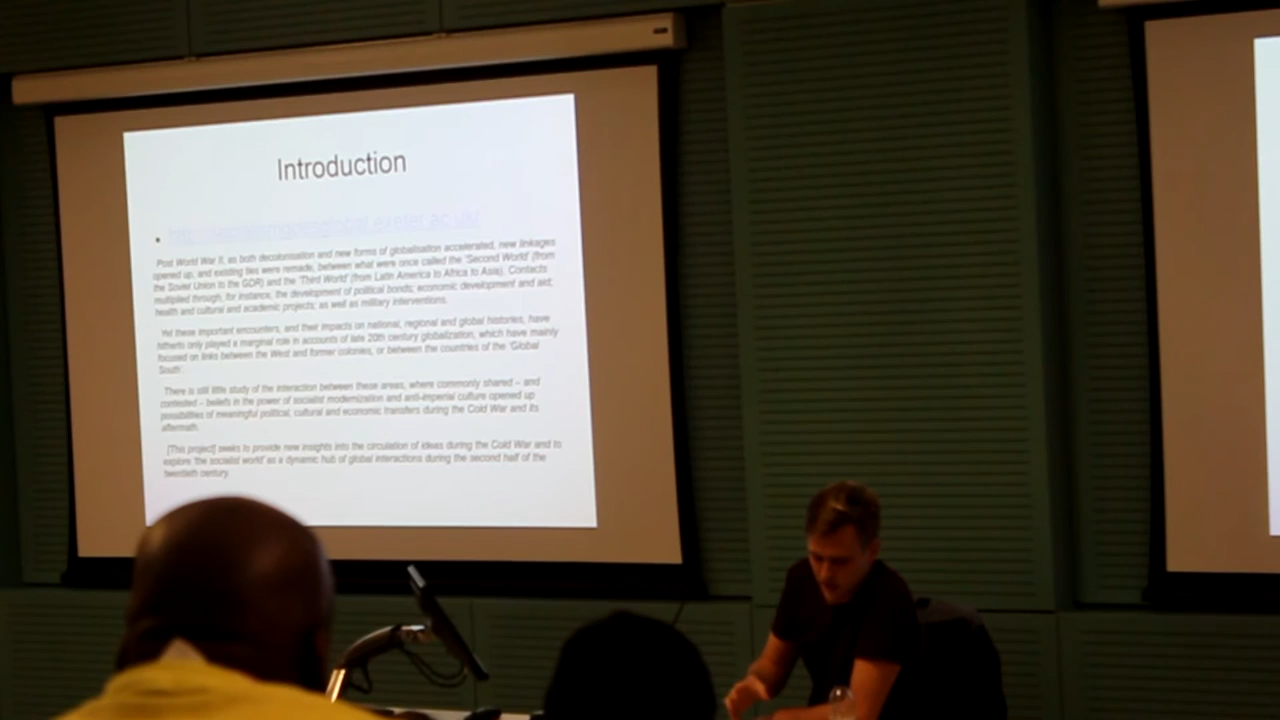 Introduction
• http://socialismgoesglobal.exeter.ac.uk/
Post World War II, as both decolonisation and new forms of globalisation accelerated, new linkages
opened up, and existing ties were remade, between what were once called the 'Second World' (from
the Soviet Union to the GDR) and the 'Third World' (from Latin America to Africa to Asia). Contacts
multiplied through, for instance, the development of political bonds; economic development and aid;
health and cultural and academic projects; as well as military interventions.
Yet these important encounters, and their impacts on national, regional and global histories, have
hitherto only played a marginal role in accounts of late 20th century globalization, which have mainly
focused on links between the West and former colonies, or between the countries of the 'Global
South'.
There is still little study of the interaction between these areas, where commonly shared – and
contested – beliefs in the power of socialist modernization and anti-imperial culture opened up
possibilities of meaningful political, cultural and economic transfers during the Cold War and its
aftermath.
[This project] seeks to provide new insights into the circulation of ideas during the Cold War and to
explore 'the socialist world' as a dynamic hub of global interactions during the second half of the
twentieth century.